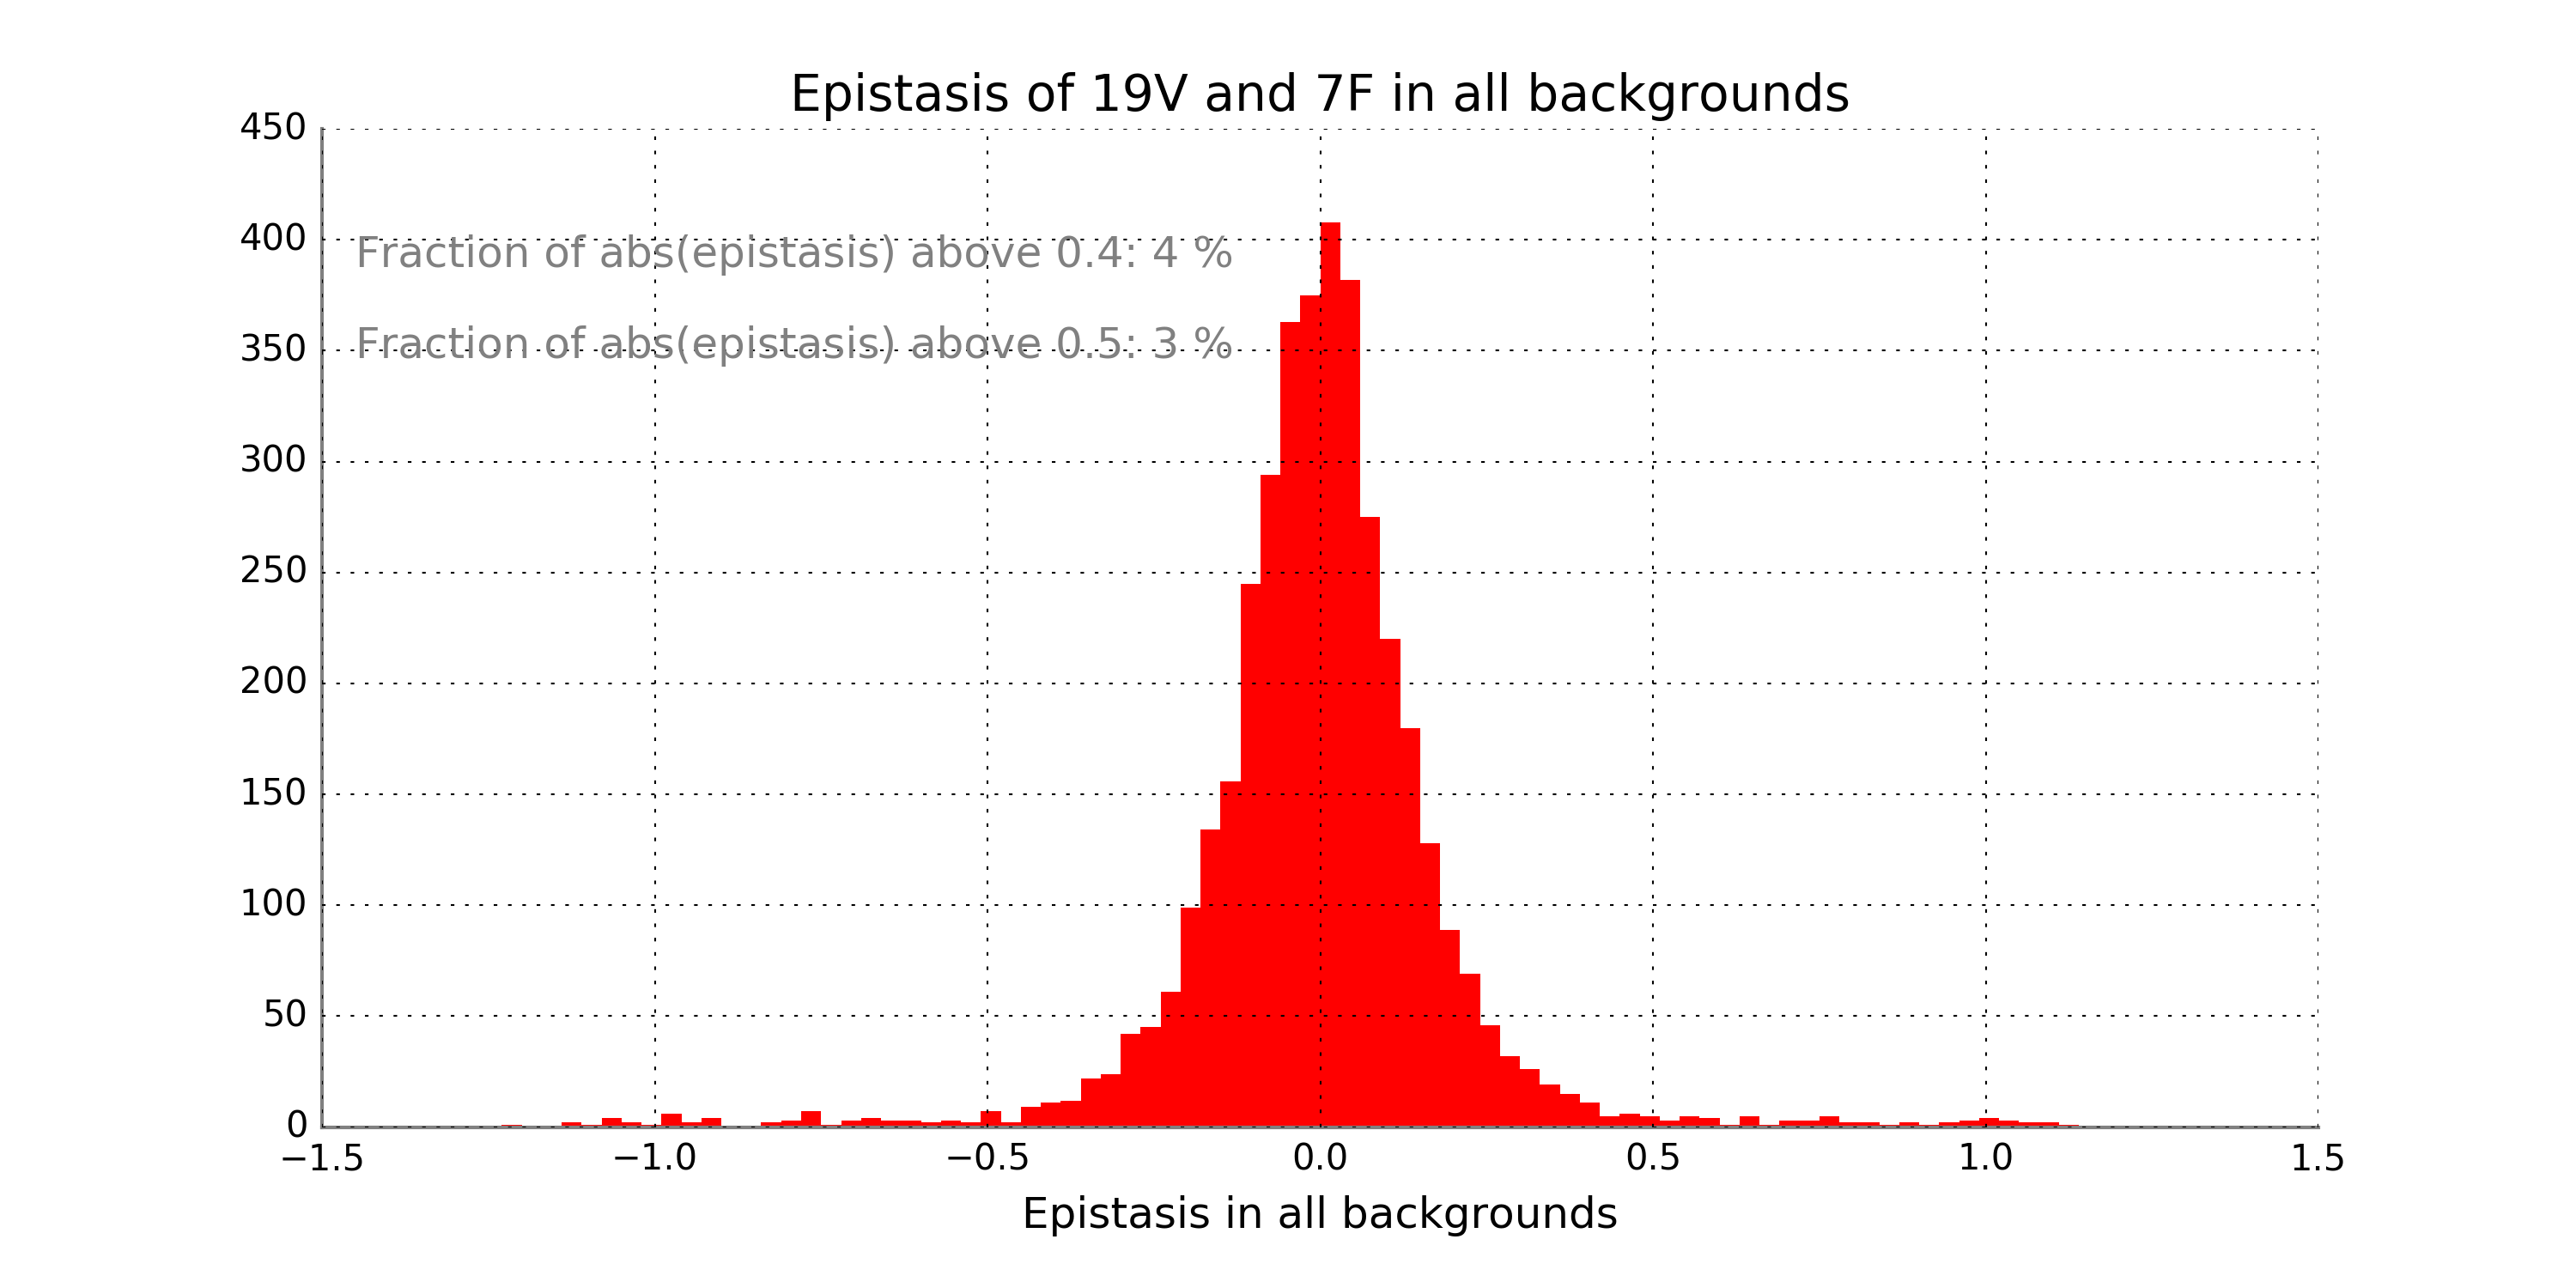 Epistasis of 19V and 7F in all backgrounds
450
400
350
300
250
200
150
100
50
0
Fraction of abs(epistasis) above 0.4: 4 %
Fraction of abs(epistasis) above 0.5: 3 %
−1.5 −1.0 −0.5 0.0 0.5 1.0 1.5
Epistasis in all backgrounds